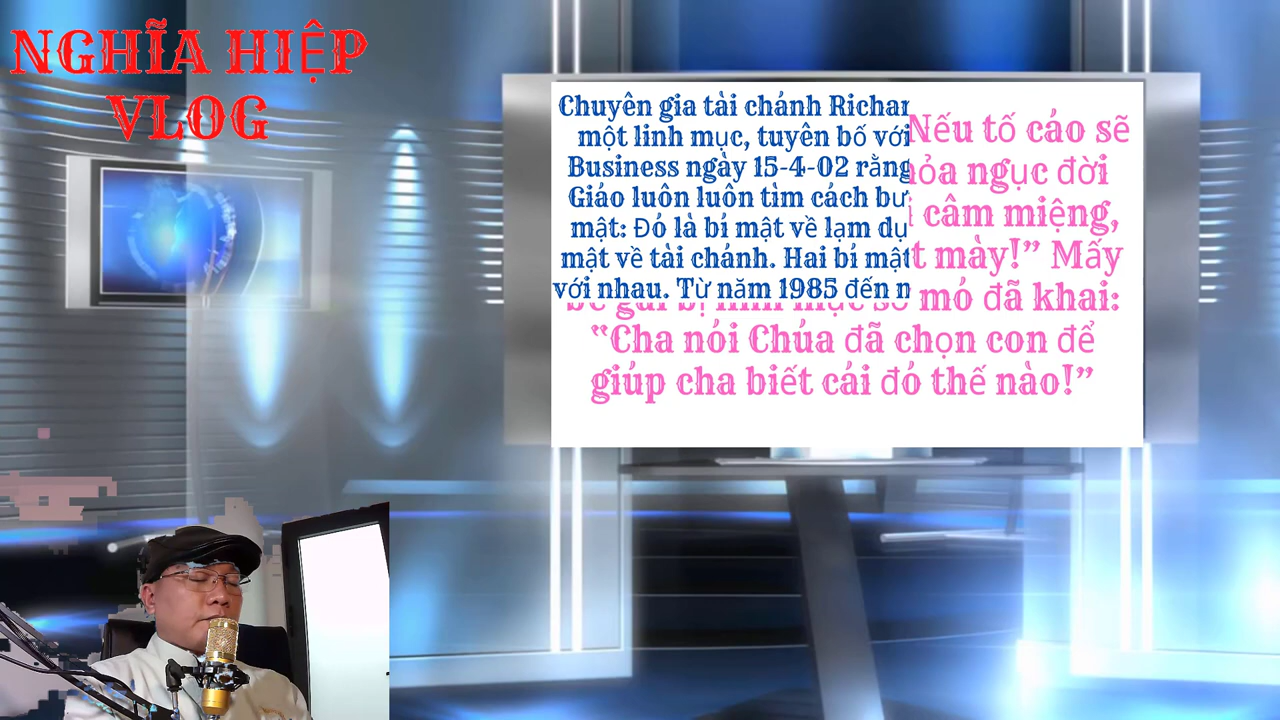 NGHĨA HIỆP
VLOG
Chuyên gia tài chánh Richar
một linh mục, tuyên bố với
Business ngày 15-4-02 rằng
Giáo luôn luôn tìm cách bư
mật: Đó là bí mật về lạm dụ
mật về tài chánh. Hai bí mật
với nhau. Từ năm 1985 đến n
Nếu tố cáo sẽ
hỏa ngục đời
câm miệng,
mày!” Mấy
mó đã khai:
“Cha nói Chúa đã chọn con để
giúp cha biết cái đó thế nào!”